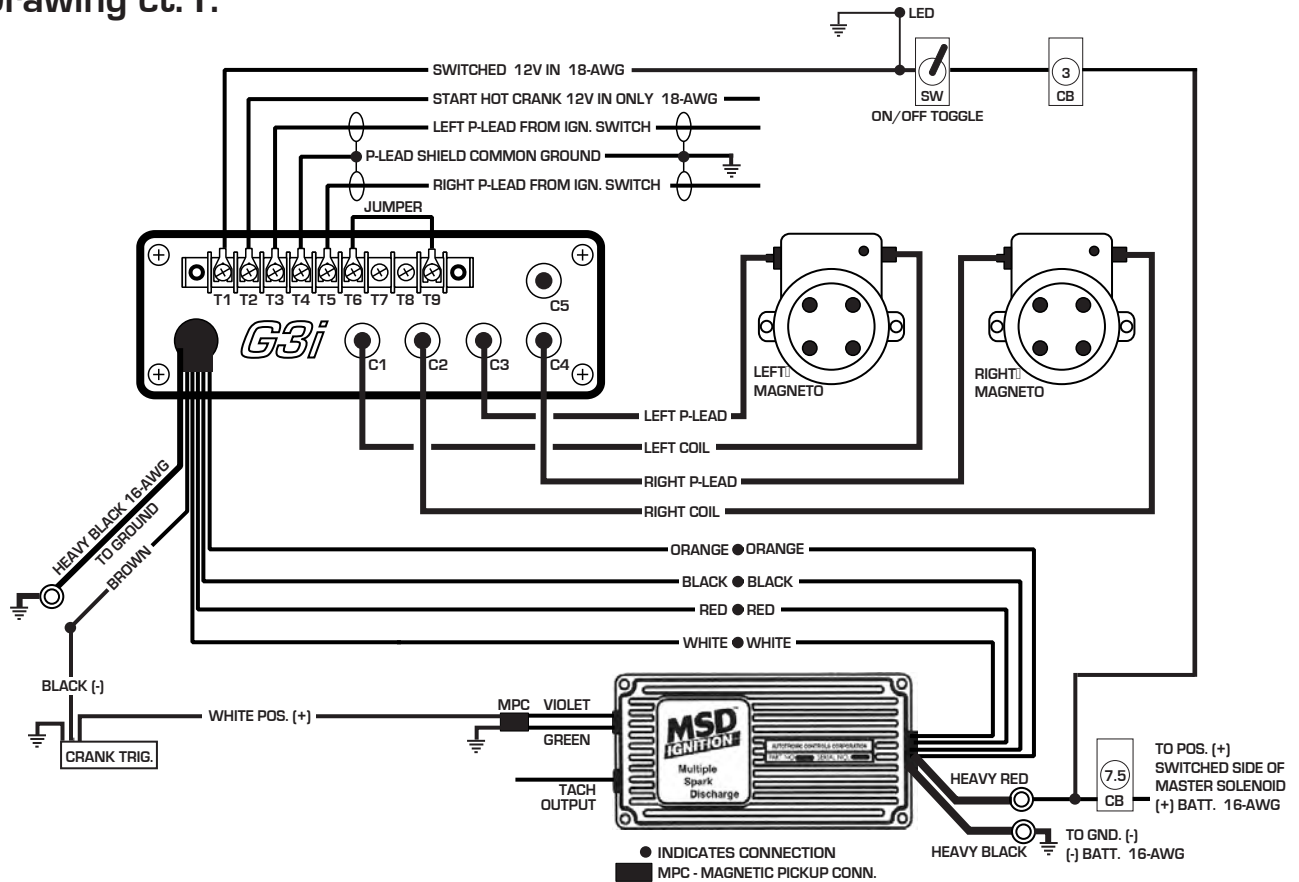 Drawing Ct. 1.
LED
SWITCHED 12V IN 18-AWG
START HOT CRANK 12V IN ONLY 18-AWG
LEFT P-LEAD FROM IGN. SWITCH
P-LEAD SHIELD COMMON GROUND
RIGHT P-LEAD FROM IGN. SWITCH
JUMPER
SW
ON/OFF TOGGLE
3
CB
T1 T2 T3 T4 T5 T6 T7 T8 T9
C5
G3i
C1 C2 C3 C4
LEFT
MAGNETO
RIGHT
MAGNETO
LEFT P-LEAD
LEFT COIL
RIGHT P-LEAD
RIGHT COIL
HEAVY BLACK 16-AWG
TO GROUND
BROWN
ORANGE ORANGE
BLACK BLACK
RED RED
WHITE WHITE
BLACK (-)
WHITE POS. (+)
CRANK TRIG.
MPC VIOLET
GREEN
TACH
OUTPUT
MSD
IGNITION
AUTOTRONIC CONTROLS CORPORATION
PART NO. SERIAL NO.
Multiple
Spark
Discharge
HEAVY RED
HEAVY BLACK
7.5
CB
TO POS. (+)
SWITCHED SIDE OF
MASTER SOLENOID
(+) BATT. 16-AWG
TO GND. (-)
(-) BATT. 16-AWG
INDICATES CONNECTION
MPC - MAGNETIC PICKUP CONN.